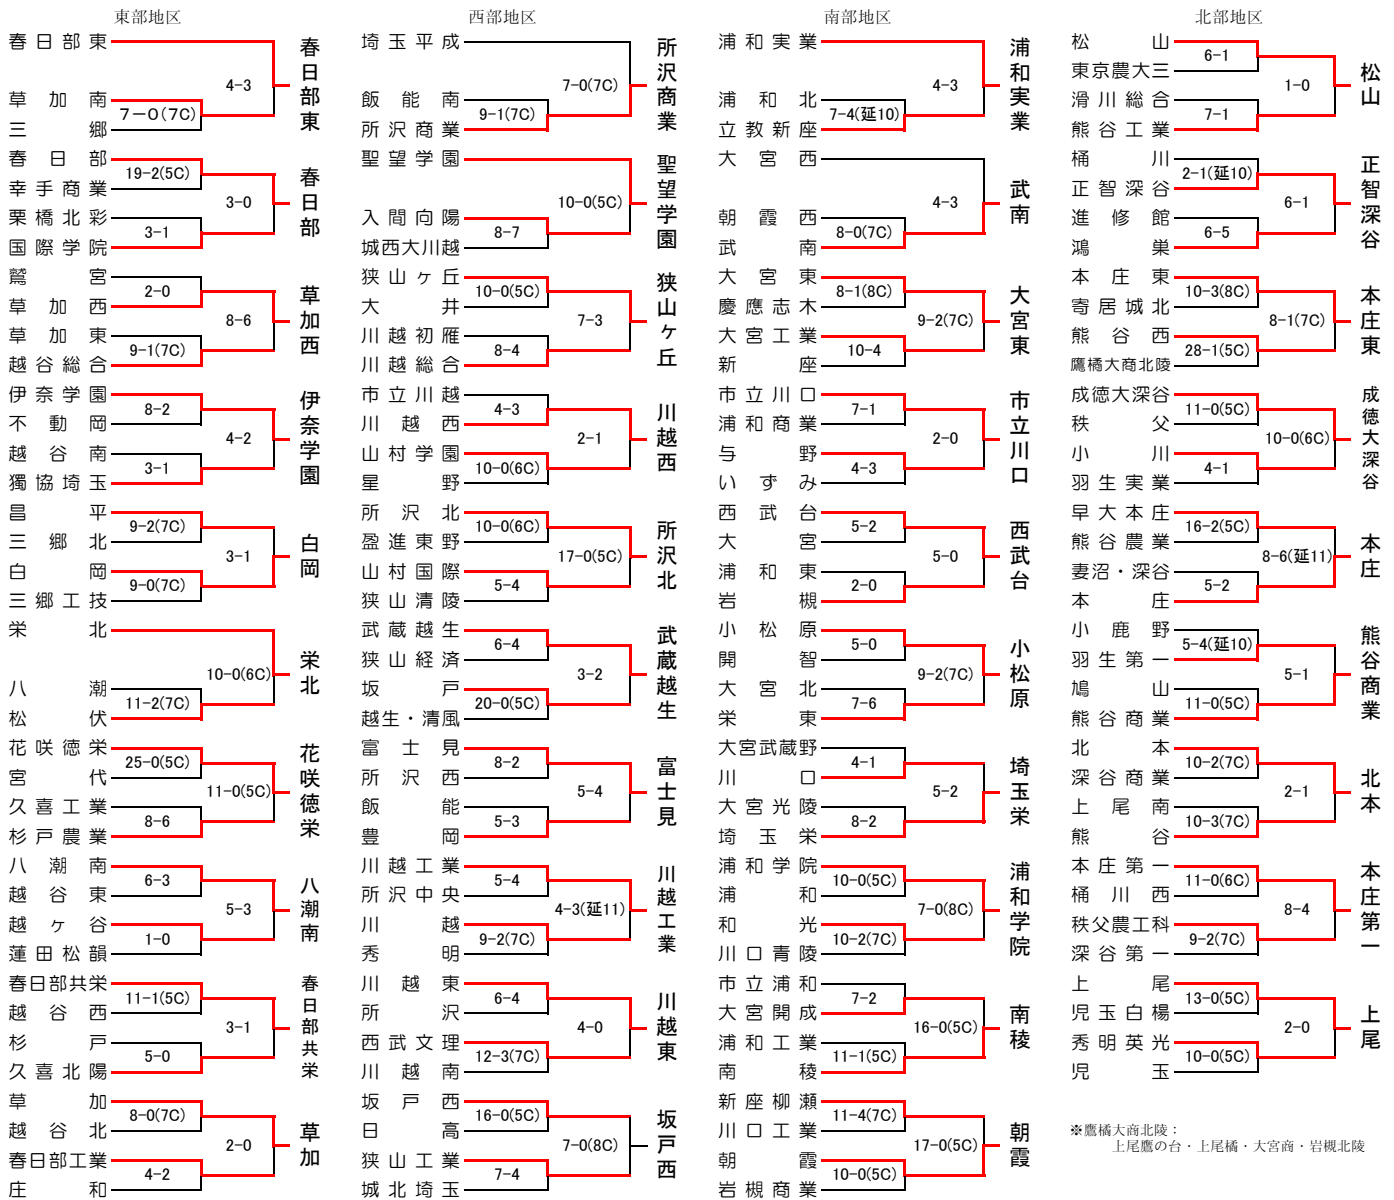 東部地区
春日部東
4-3
春日部東
草加南
7－0（7C）
三郷
春日部
19-2(5C)
幸手商業
3-0
春日部
栗橋北彩
3-1
国際学院
鷲宮
2-0
草加西
8-6
草加西
草加東
9-1(7C)
越谷総合
伊奈学園
8-2
不動岡
4-2
伊奈学園
越谷南
3-1
獨協埼玉
昌平
9-2(7C)
三郷北
3-1
白岡
白岡
9-0(7C)
三郷工技
栄北
10-0(6C)
栄北
八潮
11-2(7C)
松伏
花咲徳栄
25-0(5C)
宮代
11-0(5C)
花咲徳栄
久喜工業
8-6
杉戸農業
八潮南
6-3
越谷東
5-3
八潮南
越ヶ谷
1-0
蓮田松韻
春日部共栄
11-1(5C)
越谷西
3-1
春日部共栄
杉戸
5-0
久喜北陽
草加
8-0(7C)
越谷北
2-0
草加
春日部工業
4-2
庄和
西部地区
埼玉平成
7-0(7C)
所沢商業
飯能南
9-1(7C)
所沢商業
聖望学園
10-0(5C)
聖望学園
入間向陽
8-7
城西大川越
狭山ヶ丘
10-0(5C)
大井
7-3
狭山ヶ丘
川越初雁
8-4
川越総合
市立川越
4-3
川越西
2-1
川越西
山村学園
10-0(6C)
星野
所沢北
10-0(6C)
盈進東野
17-0(5C)
所沢北
山村国際
5-4
狭山清陵
武蔵越生
6-4
狭山経済
3-2
武蔵越生
坂戸
20-0(5C)
越生・清風
富士見
8-2
所沢西
5-4
富士見
飯能
5-3
豊岡
川越工業
5-4
所沢中央
4-3(延11)
川越工業
川越
9-2(7C)
秀明
川越東
6-4
所沢
4-0
川越東
西武文理
12-3(7C)
川越南
坂戸西
16-0(5C)
日高
7-0(8C)
坂戸西
狭山工業
7-4
城北埼玉
南部地区
浦和実業
4-3
浦和実業
浦和北
7-4(延10)
立教新座
大宮西
4-3
武南
朝霞西
8-0(7C)
武南
大宮東
8-1(8C)
慶應志木
9-2(7C)
大宮東
大宮工業
10-4
新座
市立川口
7-1
浦和商業
2-0
市立川口
与野
4-3
いずみ
西武台
5-2
大宮
5-0
西武台
浦和東
2-0
岩槻
小松原
5-0
開智
9-2(7C)
小松原
大宮北
7-6
栄東
大宮武蔵野
4-1
川口
5-2
埼玉栄
大宮光陵
8-2
埼玉栄
浦和学院
10-0(5C)
浦和
7-0(8C)
浦和学院
和光
10-2(7C)
川口青陵
市立浦和
7-2
大宮開成
16-0(5C)
南稜
浦和工業
11-1(5C)
南稜
新座柳瀬
11-4(7C)
川口工業
17-0(5C)
朝霞
朝霞
10-0(5C)
岩槻商業
北部地区
松山
6-1
東京農大三
1-0
松山
滑川総合
7-1
熊谷工業
桶川
2-1(延10)
正智深谷
6-1
正智深谷
進修館
6-5
鴻巣
本庄東
10-3(8C)
寄居城北
8-1(7C)
本庄東
熊谷西
28-1(5C)
鷹橘大商北陵
成徳大深谷
11-0(5C)
秩父
10-0(6C)
成徳大深谷
小川
4-1
羽生実業
早大本庄
16-2(5C)
熊谷農業
8-6(延11)
本庄
妻沼・深谷
5-2
本庄
小鹿野
5-4(延10)
羽生第一
5-1
熊谷商業
鳩山
11-0(5C)
熊谷商業
北本
10-2(7C)
深谷商業
2-1
北本
上尾南
10-3(7C)
熊谷
本庄第一
11-0(6C)
桶川西
8-4
本庄第一
秩父農工科
9-2(7C)
深谷第一
上尾
13-0(5C)
児玉白楊
2-0
上尾
秀明英光
10-0(5C)
児玉
※鷹橘大商北陵：
上尾鷹の台・上尾橘・大宮商・岩槻北陵